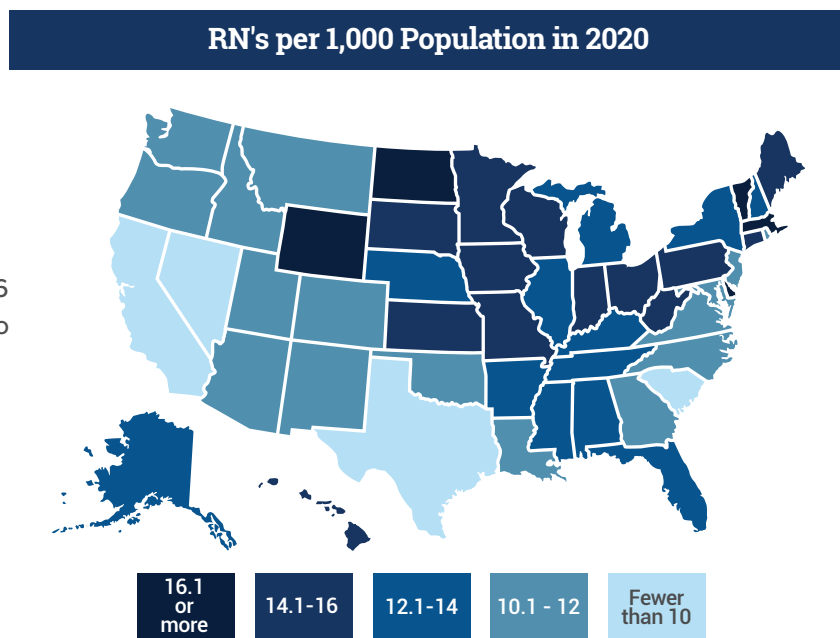 RN's per 1,000 Population in 2020
6
o
16.1
or
more
14.1-16
12.1-14
10.1 - 12
Fewer
than 10